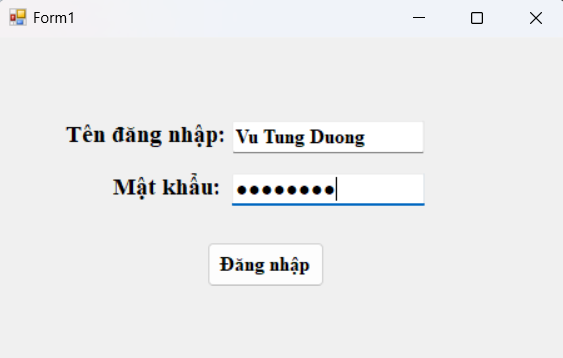 Form1
Tên đăng nhập: Vu Tung Duong
Mật khẩu: ●●●●●●●●
Đăng nhập